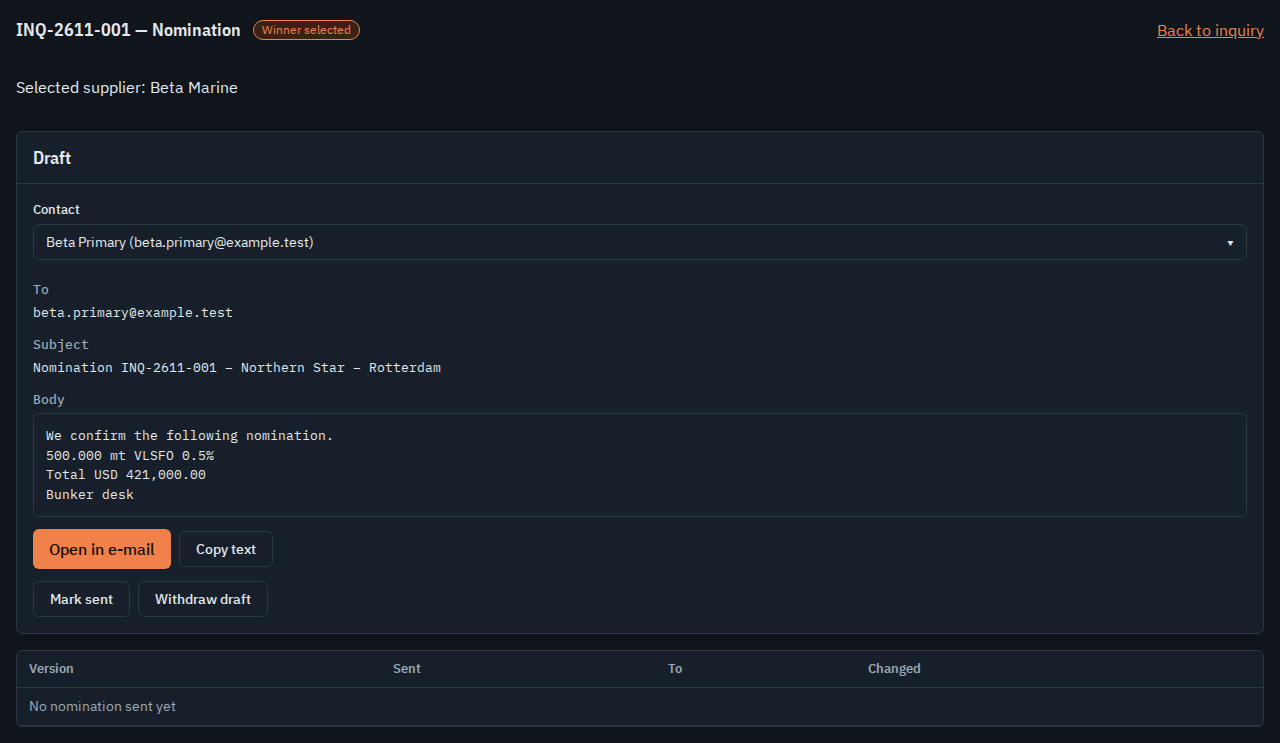 INQ-2611-001 — Nomination
Winner selected
Back to inquiry
Selected supplier: Beta Marine
Draft
Contact
Beta Primary (beta.primary@example.test)
To
beta.primary@example.test
Subject
Nomination INQ-2611-001 – Northern Star – Rotterdam
Body
We confirm the following nomination.
500.000 mt VLSFO 0.5%
Total USD 421,000.00
Bunker desk
Open in e-mail
Copy text
Mark sent
Withdraw draft
Version Sent To Changed
No nomination sent yet